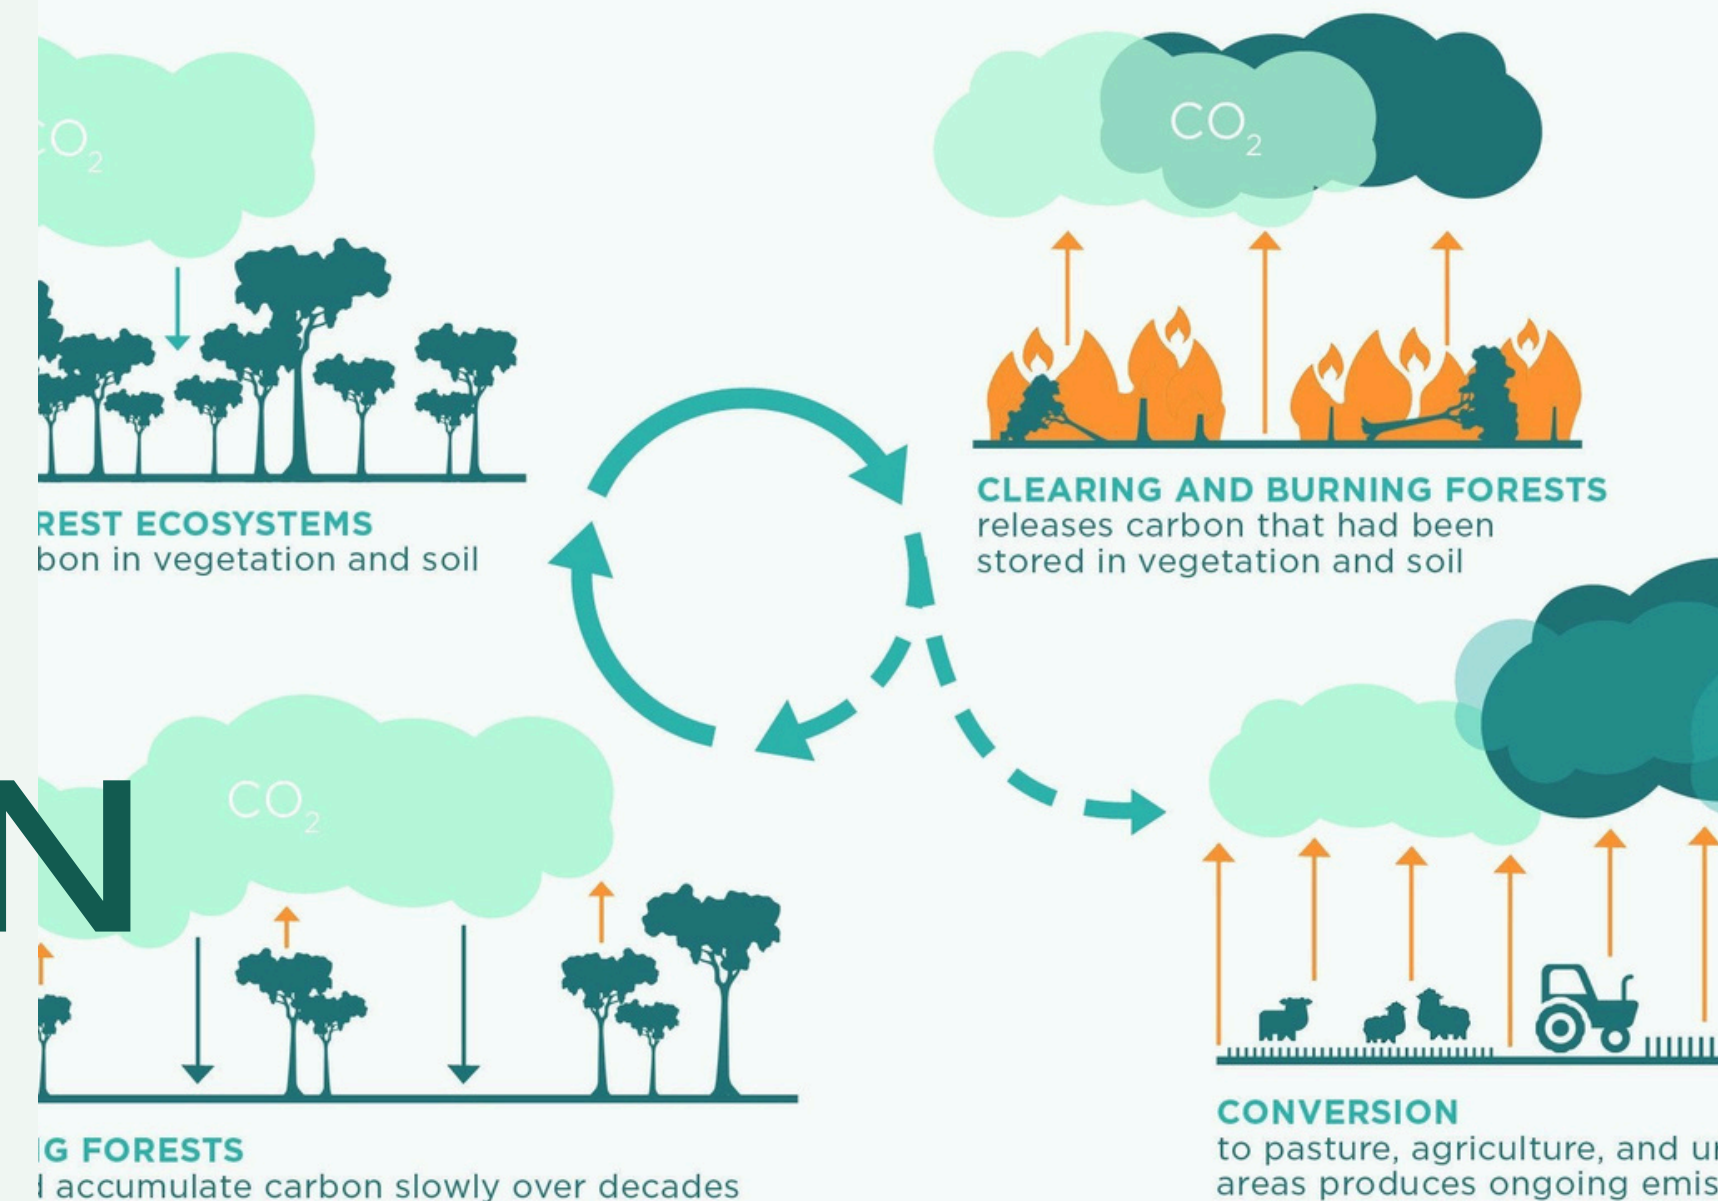 CO2
REST ECOSYSTEMS
bon in vegetation and soil
CO2
CLEARING AND BURNING FORESTS
releases carbon that had been
stored in vegetation and soil
CO2
N
G FORESTS
accumulate carbon slowly over decades
CONVERSION
to pasture, agriculture, and
areas produces ongoing emis